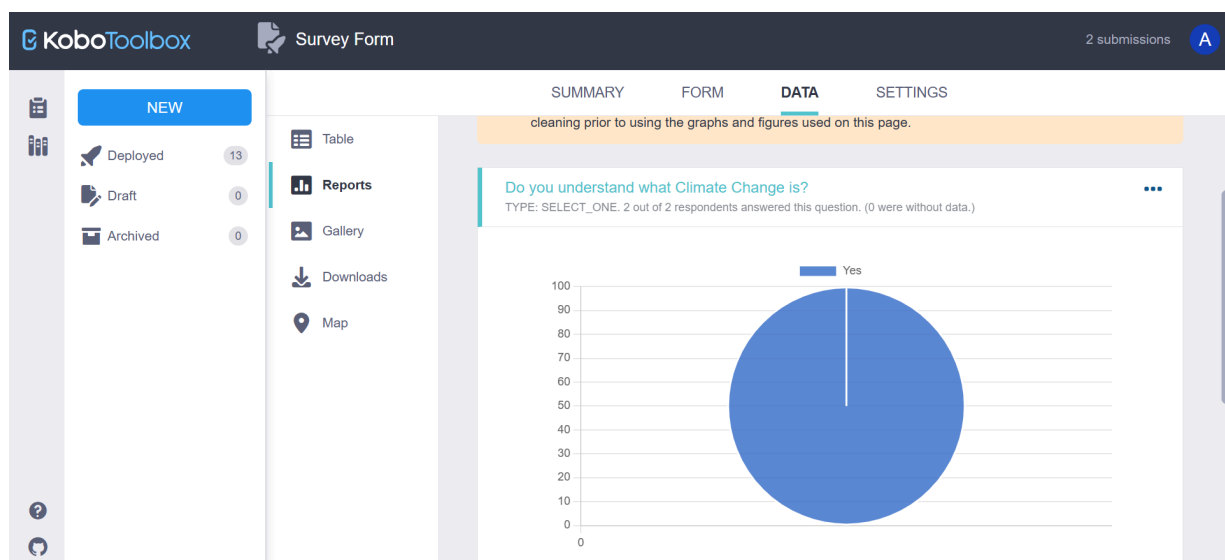 KoboToolbox
Survey Form
2 submissions
A
SUMMARY
FORM
DATA
SETTINGS
NEW
Deployed
13
Draft
0
Archived
0
Table
Reports
Gallery
Downloads
Map
cleaning prior to using the graphs and figures used on this page.
Do you understand what Climate Change is?
TYPE: SELECT_ONE. 2 out of 2 respondents answered this question. (0 were without data.)
Yes
100
90
80
70
60
50
40
30
20
10
0
0